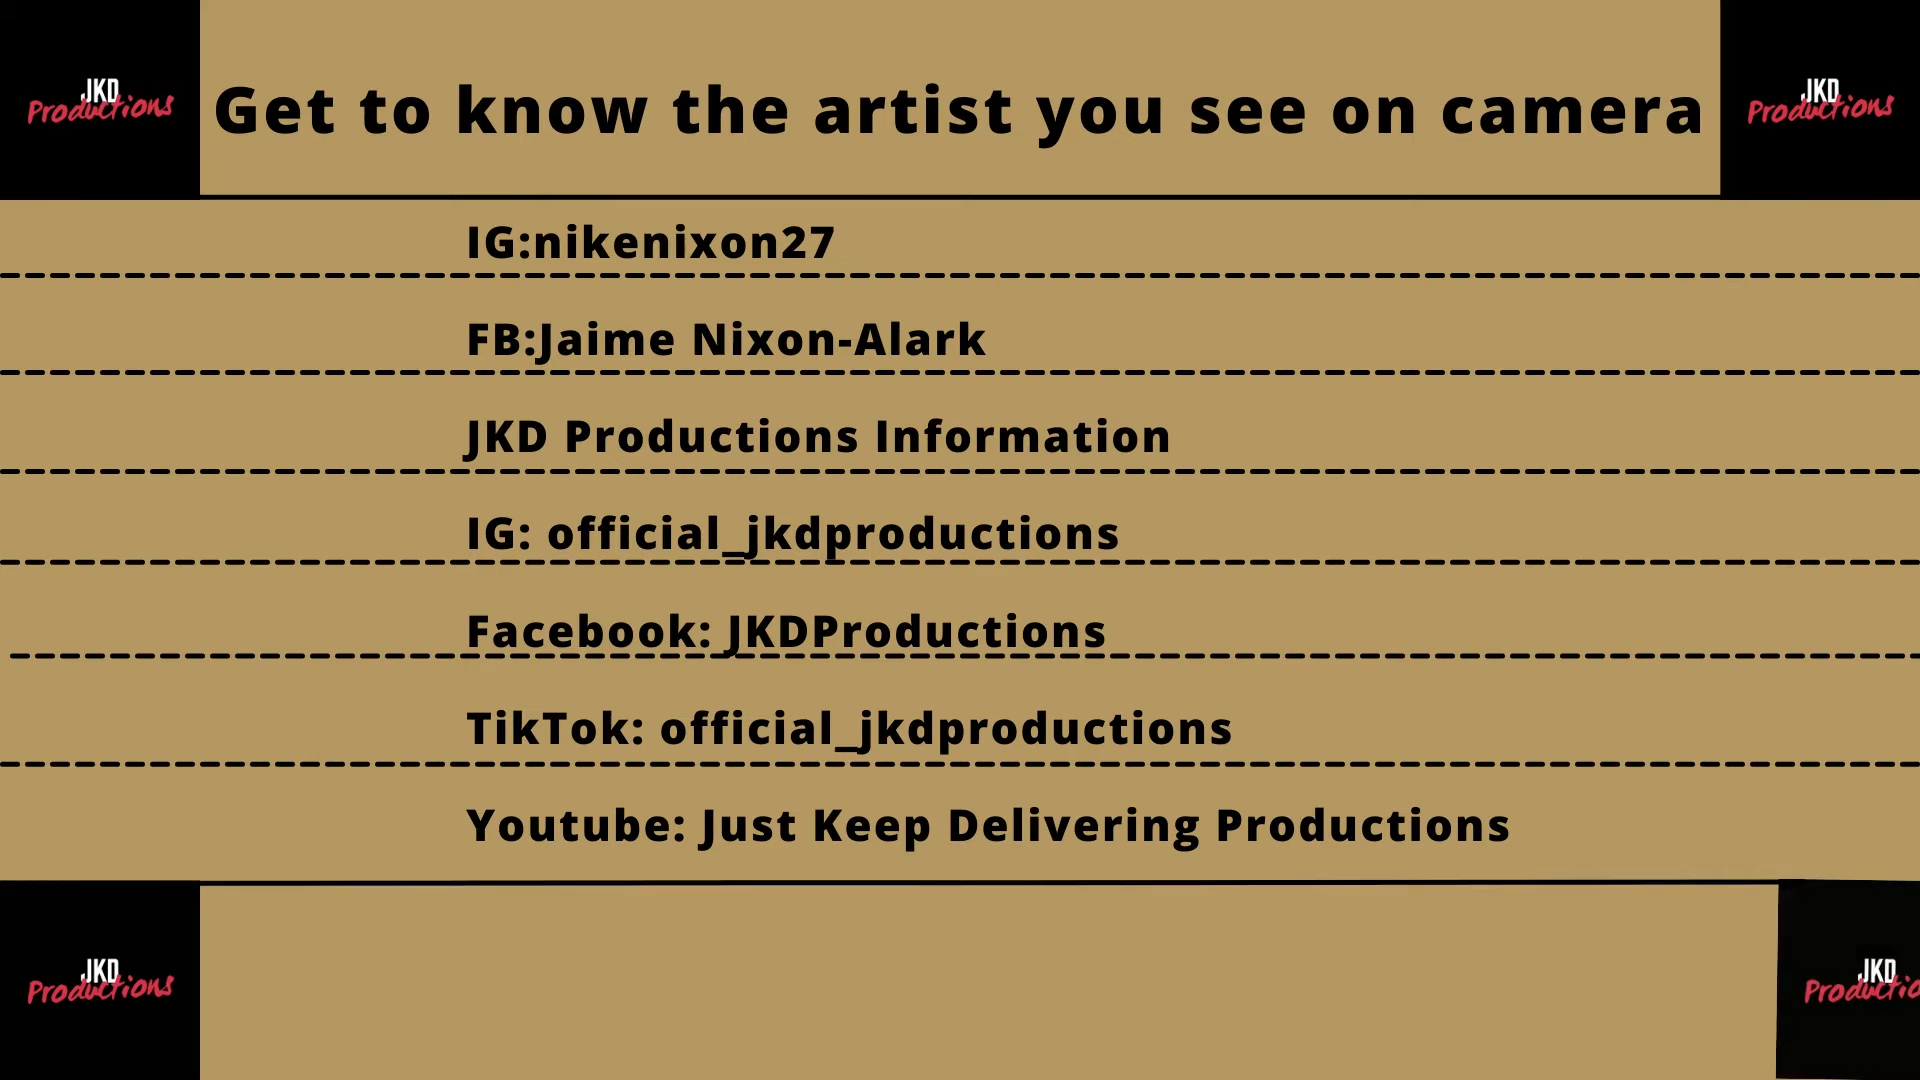 JKD
Productions
Get to know the artist you see on camera
JKD
Productions
IG:nikenixon27
FB:Jaime Nixon-Alark
JKD Productions Information
IG: official_jkdproductions
Facebook: JKDProductions
TikTok: official_jkdproductions
Youtube: Just Keep Delivering Productions
JKD
Productions
JKD
Productio